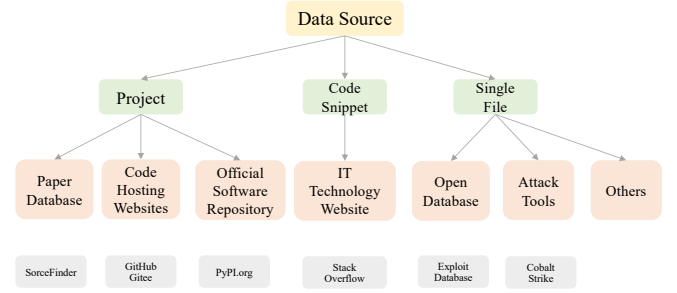 Data Source
Project
Code
Snippet
Single
File
Paper
Database
Code
Hosting
Websites
Official
Software
Repository
IT
Technology
Website
Open
Database
Attack
Tools
Others
SorceFinder
GitHub
Gitee
PyPI.org
Stack
Overflow
Exploit
Database
Cobalt
Strike